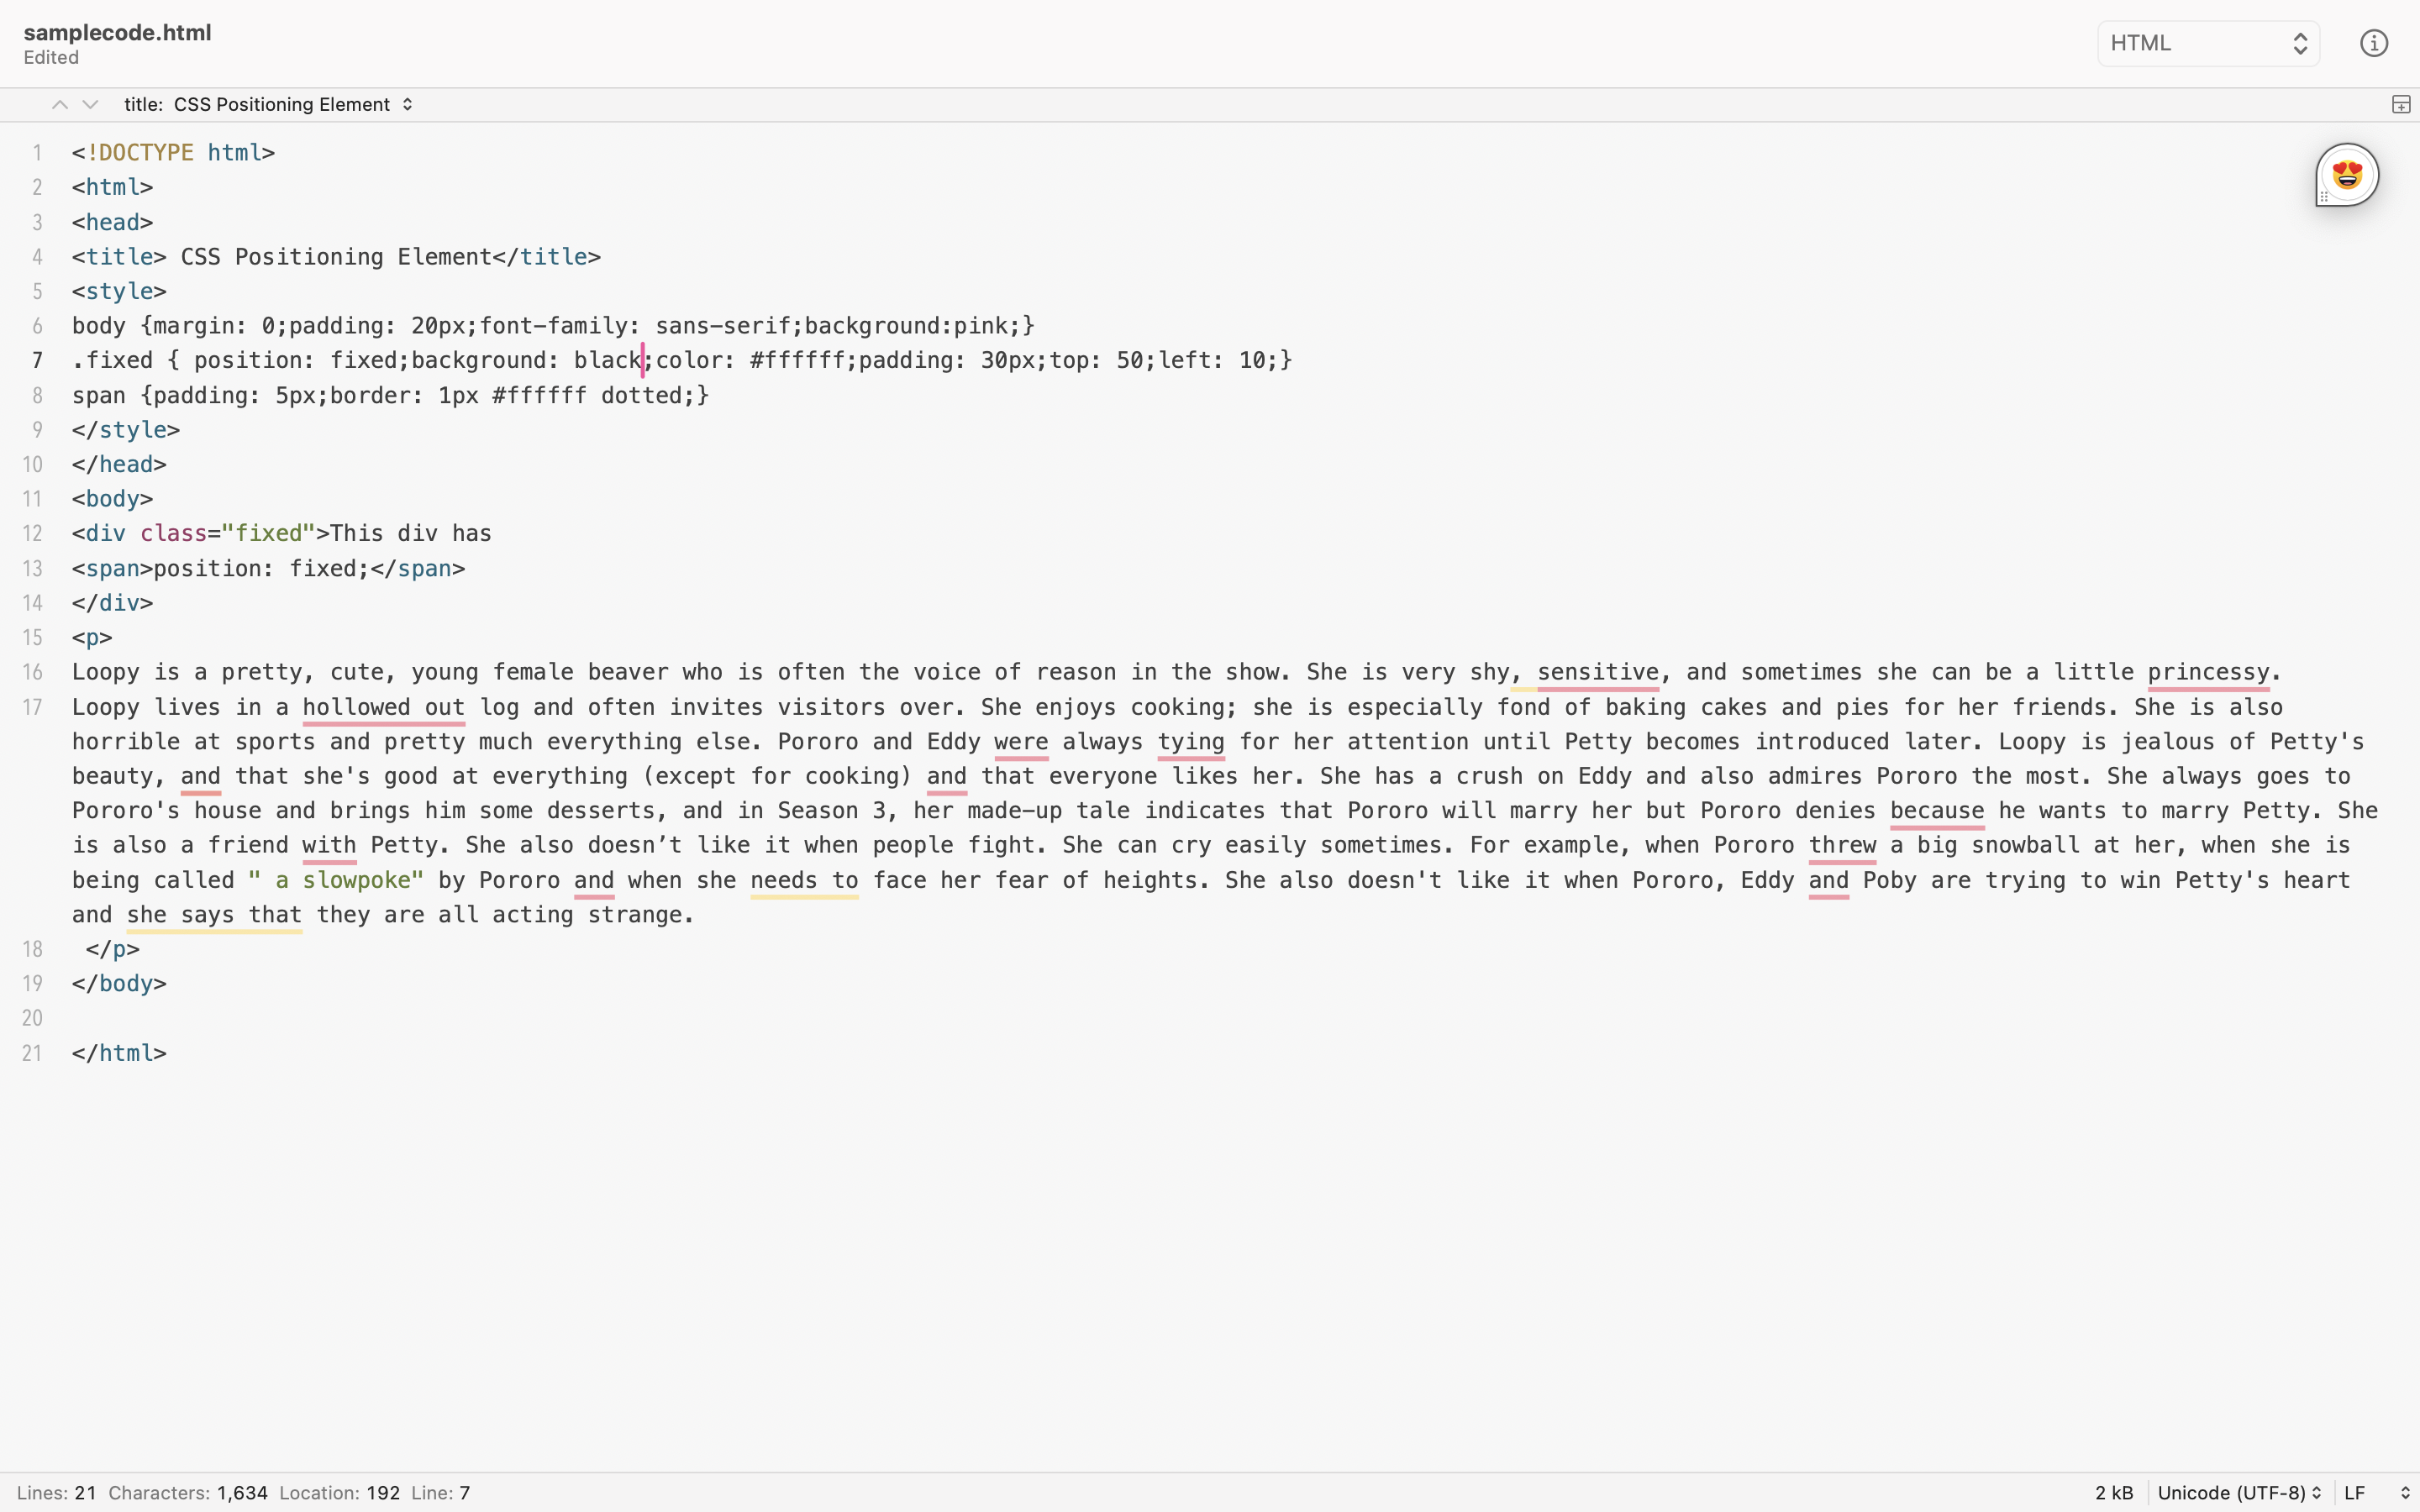 samplecode.html
Edited
HTML
title: CSS Positioning Element
1 <!DOCTYPE html>
2 <html>
3 <head>
4 <title> CSS Positioning Element</title>
5 <style>
6 body {margin: 0;padding: 20px;font-family: sans-serif;background:pink;}
7 .fixed { position: fixed;background: black;color: #ffffff;padding: 30px;top: 50;left: 10;}
8 span {padding: 5px;border: 1px #ffffff dotted;}
9 </style>
10 </head>
11 <body>
12 <div class="fixed">This div has
13 <span>position: fixed;</span>
14 </div>
15 <p>
16 Loopy is a pretty, cute, young female beaver who is often the voice of reason in the show. She is very shy, sensitive, and sometimes she can be a little princessy.
17 Loopy lives in a hollowed out log and often invites visitors over. She enjoys cooking; she is especially fond of baking cakes and pies for her friends. She is also
horrible at sports and pretty much everything else. Pororo and Eddy were always tying for her attention until Petty becomes introduced later. Loopy is jealous of Petty's
beauty, and that she's good at everything (except for cooking) and that everyone likes her. She has a crush on Eddy and also admires Pororo the most. She always goes to
Pororo's house and brings him some desserts, and in Season 3, her made-up tale indicates that Pororo will marry her but Pororo denies because he wants to marry Petty. She
is also a friend with Petty. She also doesn’t like it when people fight. She can cry easily sometimes. For example, when Pororo threw a big snowball at her, when she is
being called " a slowpoke" by Pororo and when she needs to face her fear of heights. She also doesn't like it when Pororo, Eddy and Poby are trying to win Petty's heart
and she says that they are all acting strange.
18 </p>
19 </body>
20
21 </html>
Lines: 21 Characters: 1,634 Location: 192 Line: 7
2 kB Unicode (UTF-8) LF